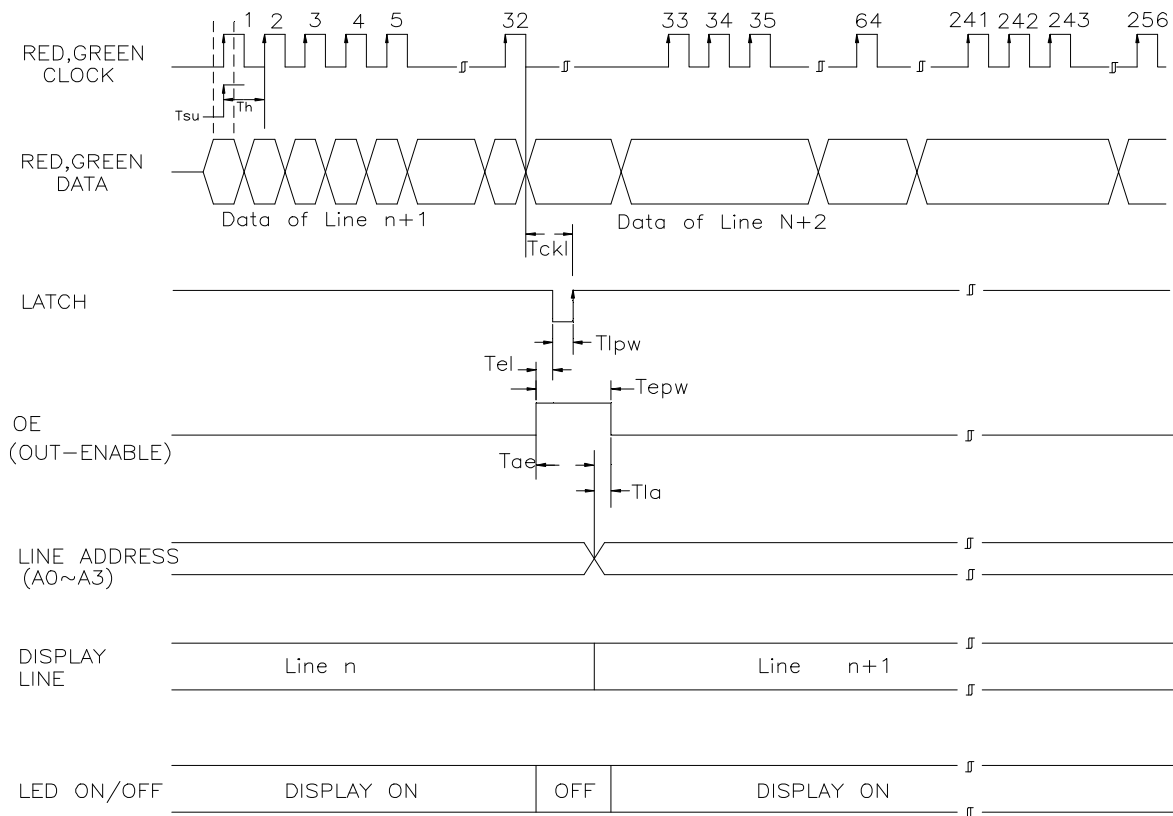 1 2 3 4 5 32 33 34 35 64 241 242 243 256
RED,GREEN
CLOCK
Tsu
Th
RED,GREEN
DATA
Data of Line n+1
Data of Line N+2
Tckl
LATCH
Tlpw
Tel
Tepw
OE
(OUT-ENABLE)
Tae
Tla
LINE ADDRESS
(A0~A3)
DISPLAY
LINE
Line n
Line n+1
LED ON/OFF
DISPLAY ON
OFF
DISPLAY ON